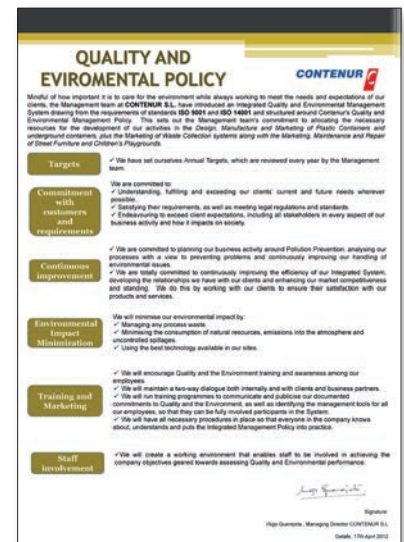 QUALITY AND
EVIROMENTAL POLICY
CONTENUR
Mindful of how important it is to care for the environment while always working to meet the needs and expectations of our
clients, the Management team at CONTENUR S.L. have introduced an Integrated Quality and Environmental Management
System drawing from the requirements of standards ISO 9001 and ISO 14001 and structured around Contenur's Quality and
Environmental Management Policy. This sets out the Management team's commitment to allocating the necessary
resources for the development of our activities in the Design, Manufacture and Marketing of Plastic Containers and
underground containers, plus the Marketing of Waste Collection systems along with the Marketing, Maintenance and Repair
of Street Furniture and Children's Playgrounds.
Targets
✓ We have set ourselves Annual Targets, which are reviewed every year by the Management
team.
Commitment
with
customers
and
requirements
We are committed to:
✓ Understanding, fulfilling and exceeding our clients' current and future needs wherever
possible.
✓ Satisfying their requirements, as well as meeting legal regulations and standards.
✓ Endeavouring to exceed client expectations, including all stakeholders in every aspect of our
business activity and how it impacts on society.
Continuous
improvement
✓ We are committed to planning our business activity around Pollution Prevention, analysing our
processes with a view to preventing problems and continuously improving our handling of
environmental issues.
✓ We are totally committed to continuously improving the efficiency of our Integrated System,
developing the relationships we have with our clients and enhancing our market competitiveness
and standing. We do this by working with our clients to ensure their satisfaction with our
products and services.
Environmental
Impact
Minimization
We will minimise our environmental impact by:
✓ Managing any process waste.
✓ Minimising the consumption of natural resources, emissions into the atmosphere and
uncontrolled spillages.
✓ Using the best technology available in our sites.
Training and
Marketing
✓ We will encourage Quality and the Environment training and awareness among our
employees.
✓ We will maintain a two-way dialogue both internally and with clients and business partners.
✓ We will run training programmes to communicate and publicise our documented
commitments to Quality and the Environment, as well as identifying the management tools for all
our employees, so that they can be fully involved participants in the System.
✓ We will have all necessary procedures in place so that everyone in the company knows
about, understands and puts the Integrated Management Policy into practice.
Staff
involvement
✓We will create a working environment that enables staff to be involved in achieving the
company objectives geared towards assessing Quality and Environmental performance.
Signature:
Iñigo Querejeta , Managing Director CONTENUR S.L
Getafe, 17th April 2012